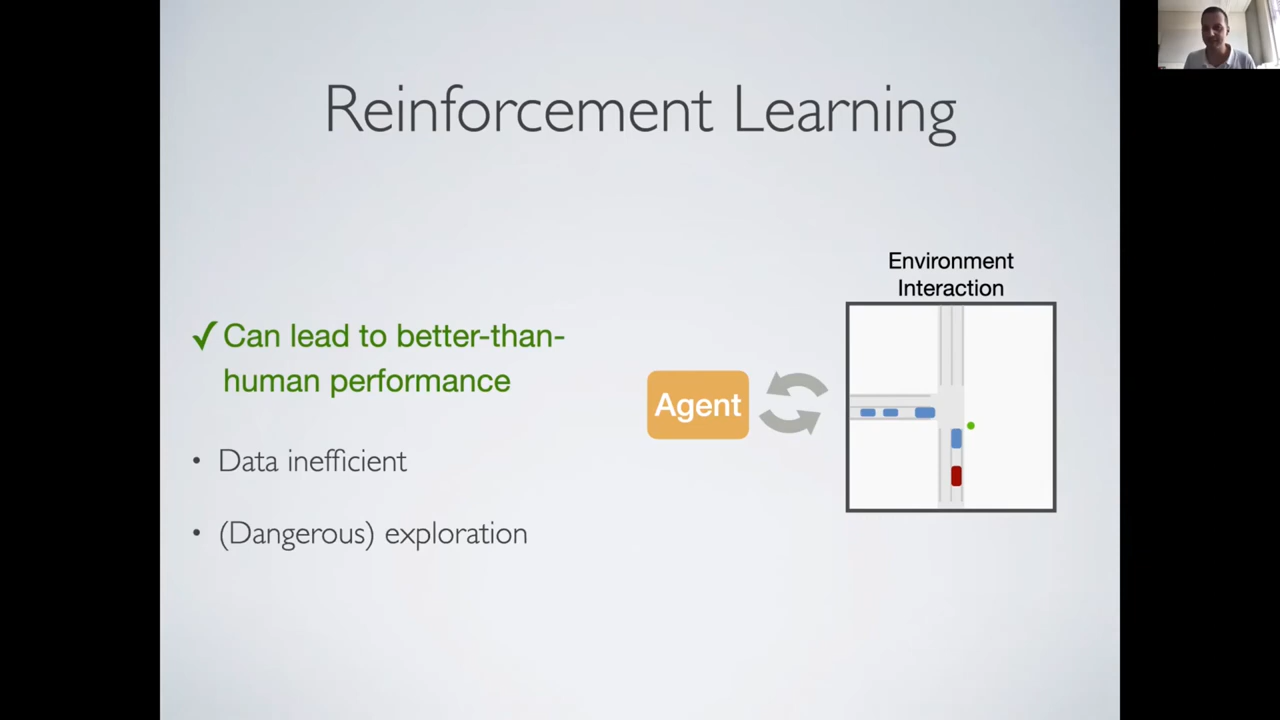 Reinforcement Learning
Environment
Interaction
✓ Can lead to better-than-
human performance
Agent
• Data inefficient
• (Dangerous) exploration